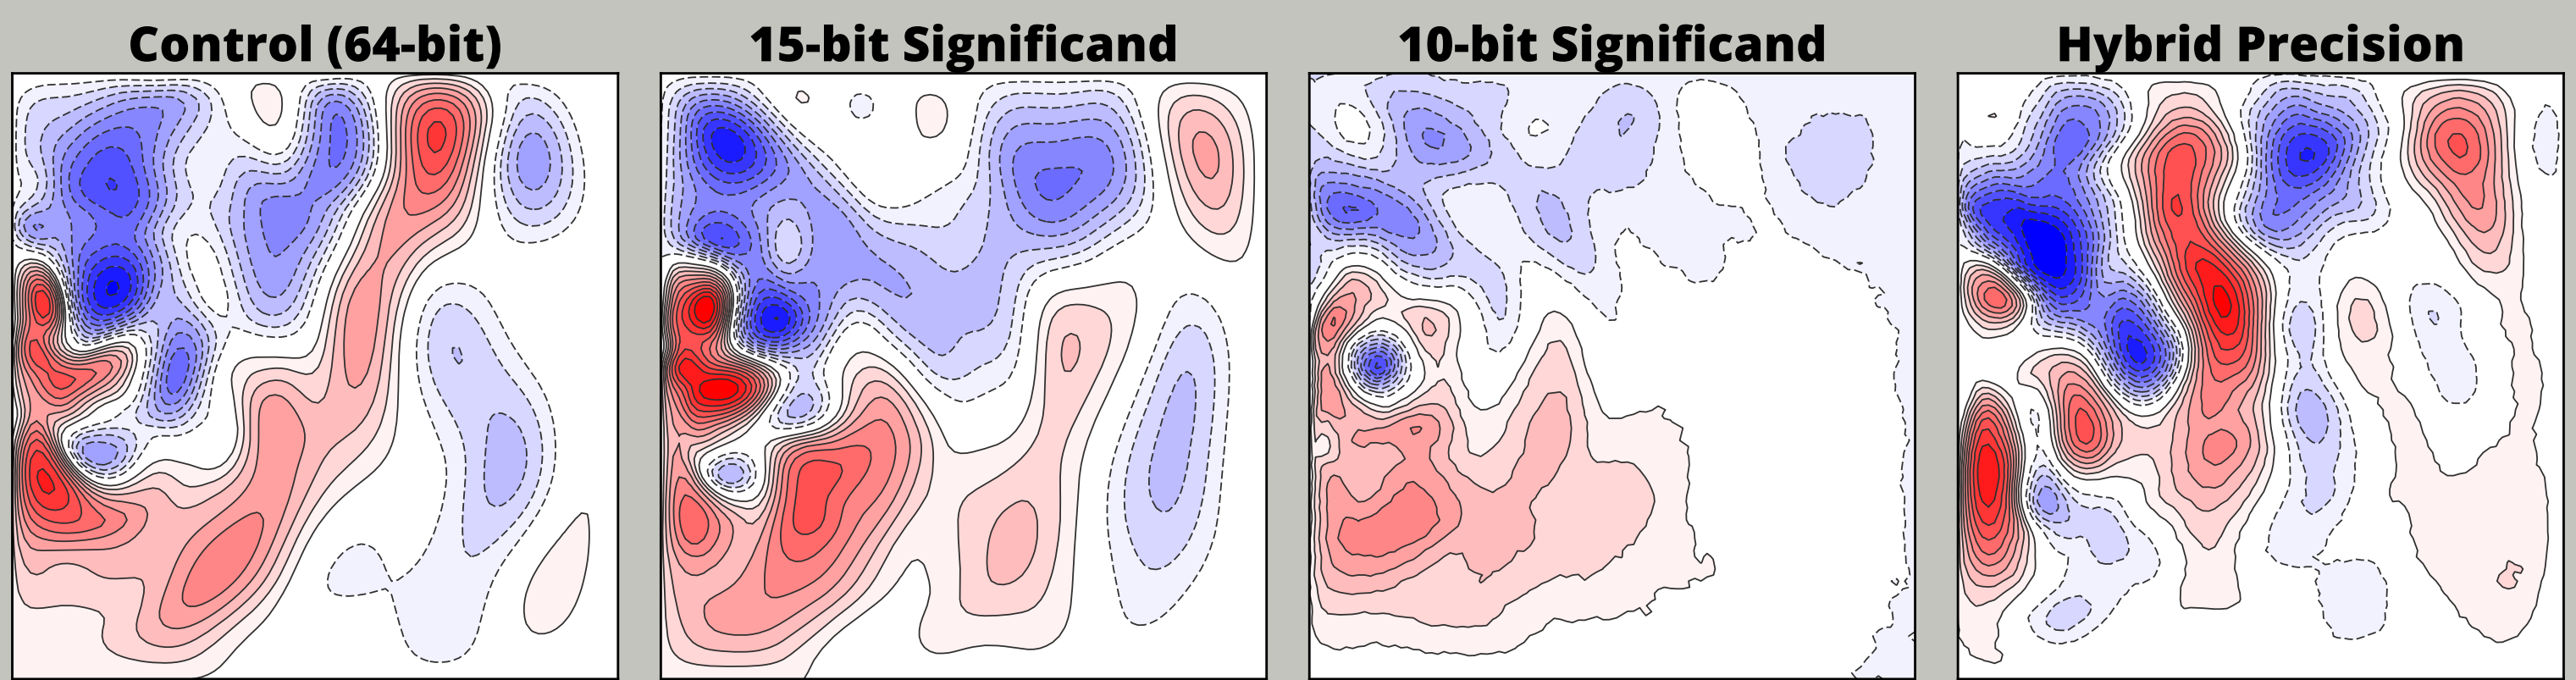 Control (64-bit)
15-bit Significand
10-bit Significand
Hybrid Precision